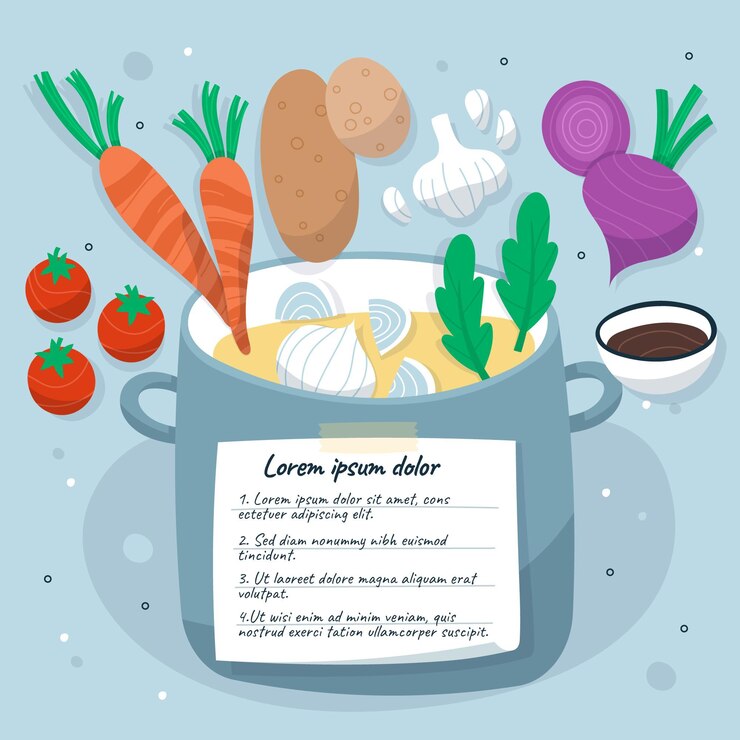 Lorem ipsum dolor
1. Lorem ipsum dolor sit amet, cons
ectetuer adipiscing elit.
2. Sed diam nonummy nibh euismod
tincidunt.
3. Ut laoreet dolore magna aliquam erat
volutpat.
4.Ut wisi enim ad minim veniam, quis
nostrud exerci tation ullamcorper suscipit.